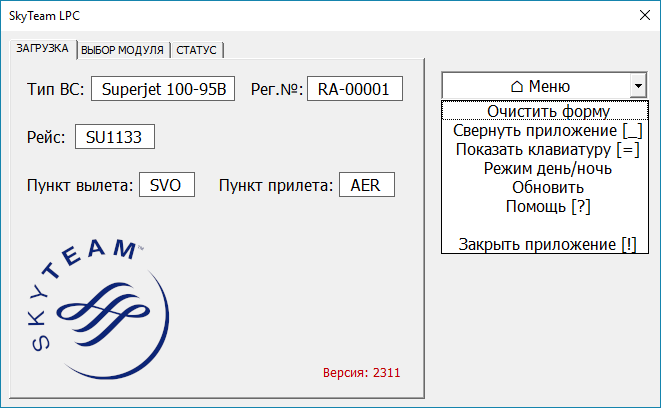 SkyTeam LPC
ЗАГРУЗКА ВЫБОР МОДУЛЯ СТАТУС
Тип ВС: Superjet 100-95B Рег.№: RA-00001
Рейс: SU1133
Пункт вылета: SVO Пункт прилета: AER
SKYTEAM™
Версия: 2311
Меню
Очистить форму
Свернуть приложение [_]
Показать клавиатуру [=]
Режим день/ночь
Обновить
Помощь [?]
Закрыть приложение [!]